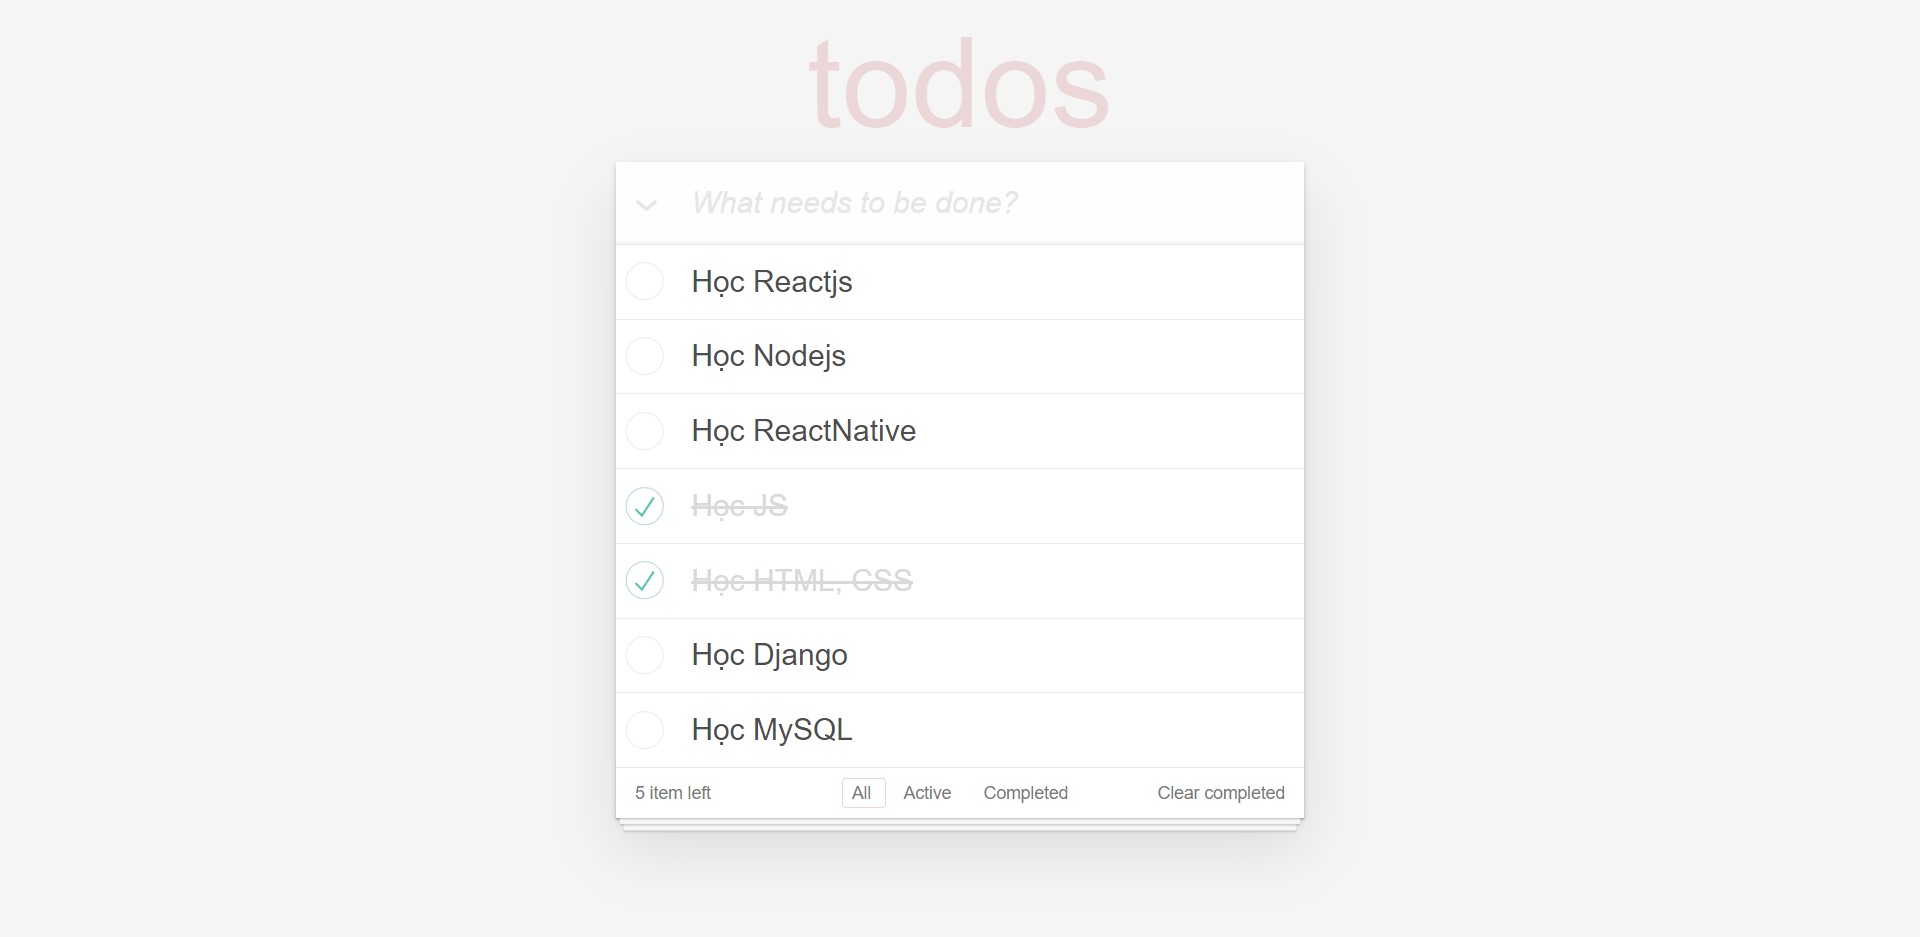 todos
What needs to be done?
Học Reactjs
Học Nodejs
Học ReactNative
Học JS
Học HTML, CSS
Học Django
Học MySQL
5 item left All Active Completed Clear completed